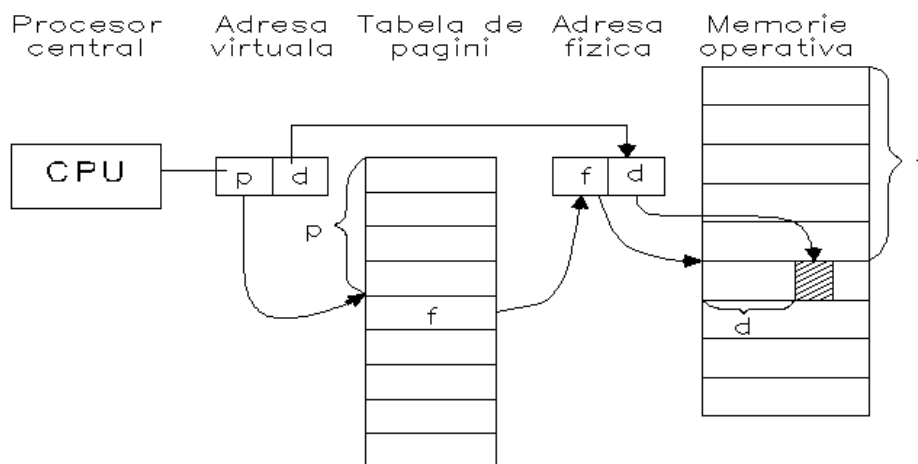 Procesor central
Adresa virtuala
Tabela de pagini
Adresa fizica
Memorie operativa
CPU
p d
f d
p
f
d